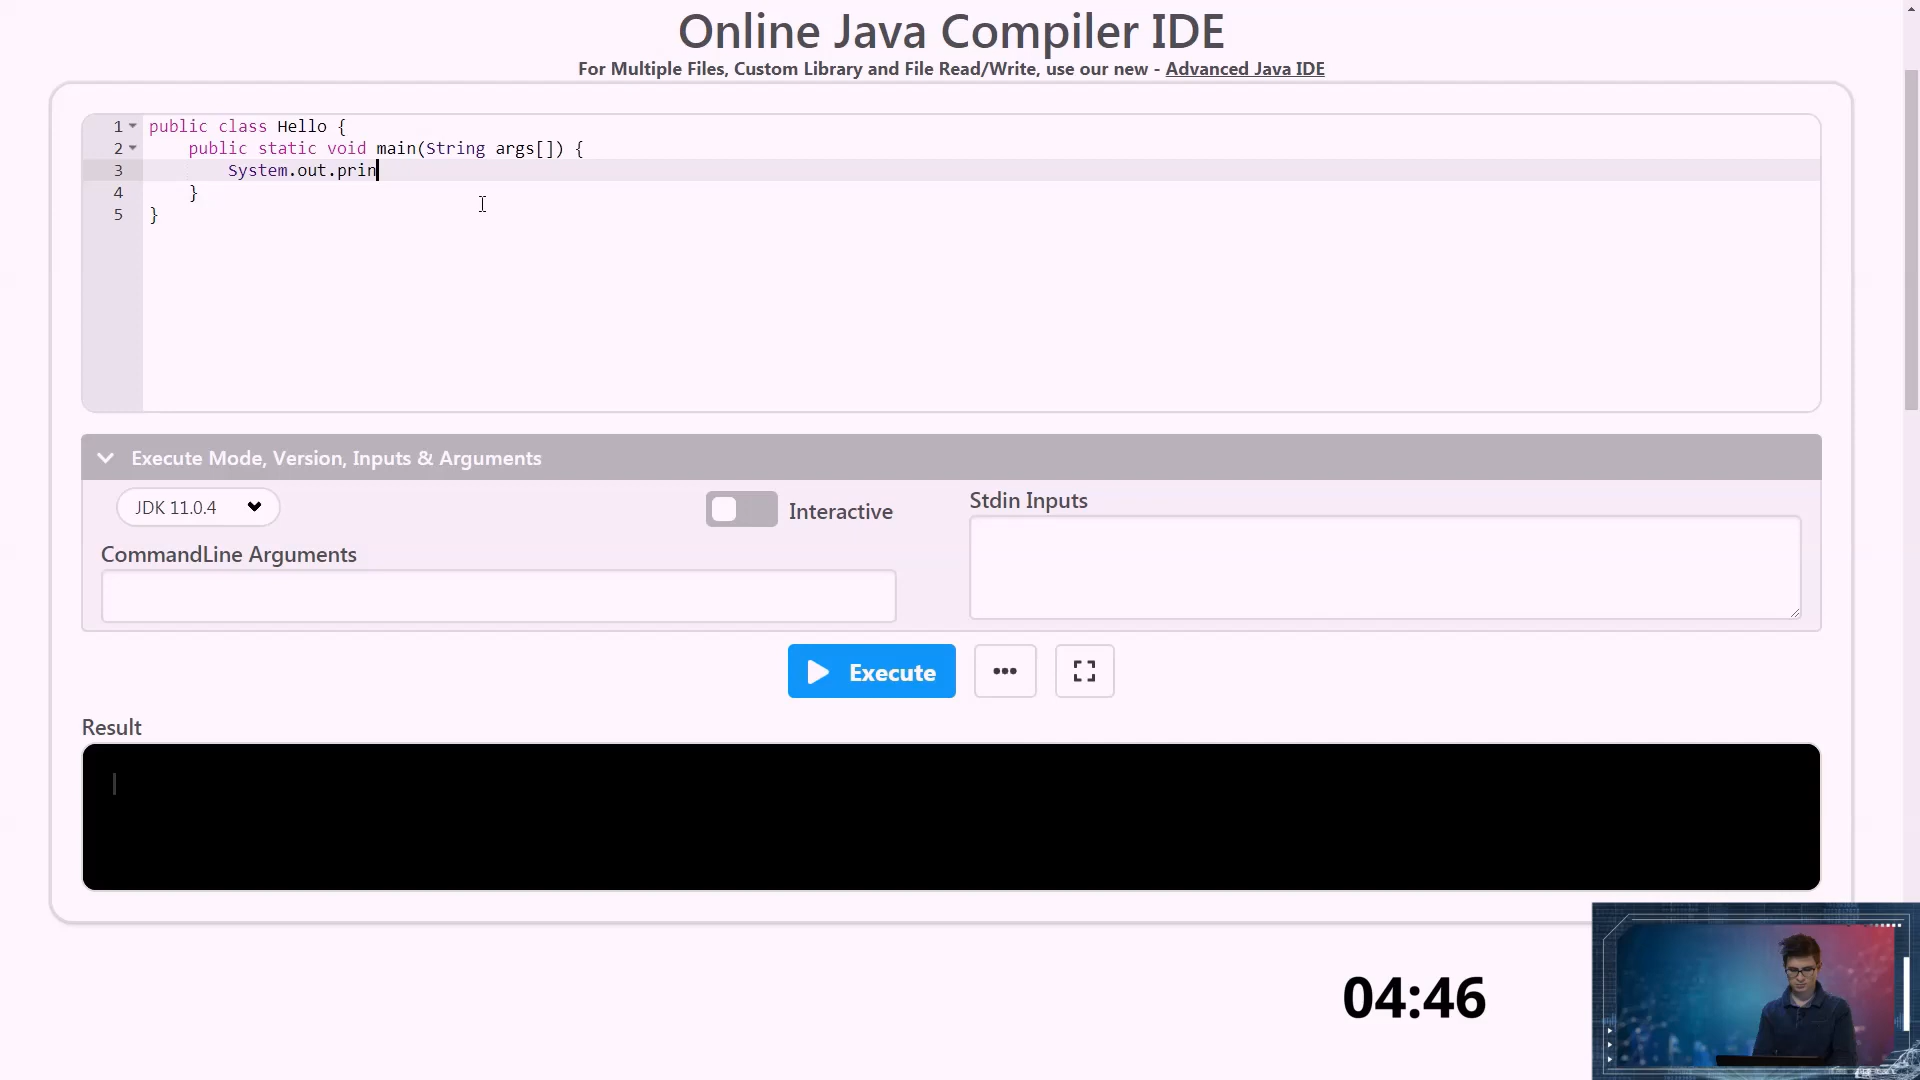 Online Java Compiler IDE
For Multiple Files, Custom Library and File Read/Write, use our new - Advanced Java IDE
1 public class Hello {
2     public static void main(String args[]) {
3         System.out.prin
4     }
5 }
Execute Mode, Version, Inputs & Arguments
JDK 11.0.4
Interactive
Stdin Inputs
CommandLine Arguments
Execute
Result
04:46